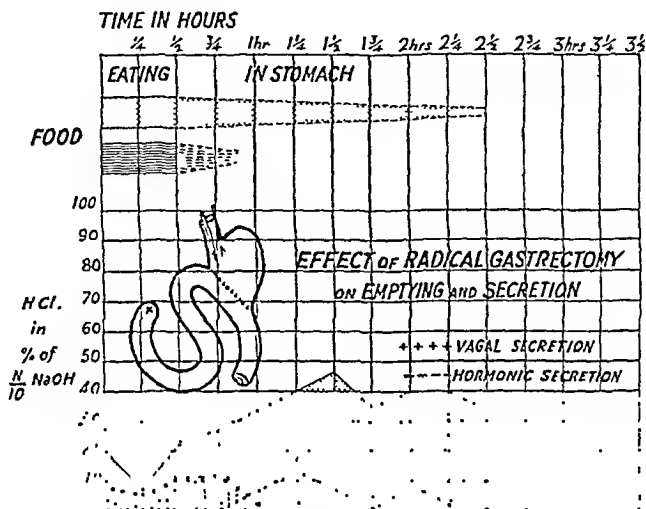 TIME IN HOURS
¼ ½ ¾ 1hr 1¼ 1½ 1¾ 2hrs 2¼ 2½ 2¾ 3hrs 3¼ 3½
EATING IN STOMACH
FOOD
100
90
80
70
60
50
40
EFFECT OF RADICAL GASTRECTOMY
ON EMPTYING AND SECRETION
HCl.
in
% of
N/10 NaOH
++++ VAGAL SECRETION
---- HORMONIC SECRETION